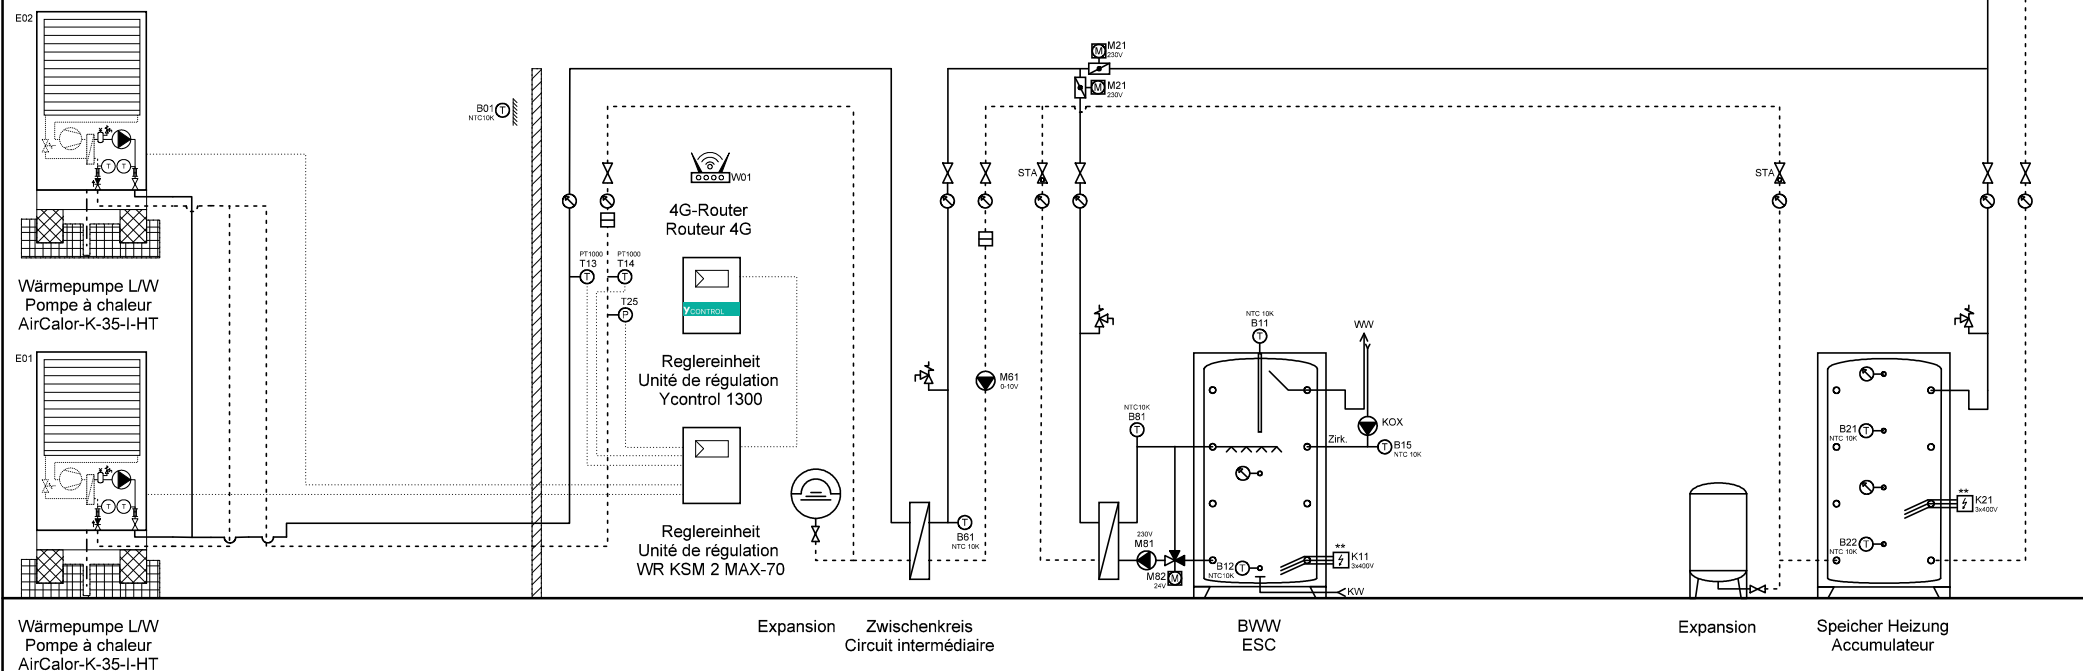 E02
Wärmepumpe L/W
Pompe à chaleur
AirCalor-K-35-I-HT
E01
Wärmepumpe L/W
Pompe à chaleur
AirCalor-K-35-I-HT
T
T
T
T
B01
NTC10K
T
W01
4G-Router
Routeur 4G
PT1000
T13
T
PT1000
T14
T
T25
P
YCONTROL
Reglereinheit
Unité de régulation
Ycontrol 1300
Reglereinheit
Unité de régulation
WR KSM 2 MAX-70
Expansion
Zwischenkreis
Circuit intermédiaire
T
B61
NTC 10K
M61
0-10V
M
M21
230V
M
M21
230V
STA
NTC10K
B81
T
230V
M81
M82
24V
M
NTC 10K
B11
T
WW
KOX
Zirk.
T
B15
NTC 10K
B12
NTC10K
T
**
K11
3x400V
KW
BWW
ESC
STA
Expansion
B21
NTC 10K
T
**
K21
3x400V
B22
NTC 10K
T
Speicher Heizung
Accumulateur